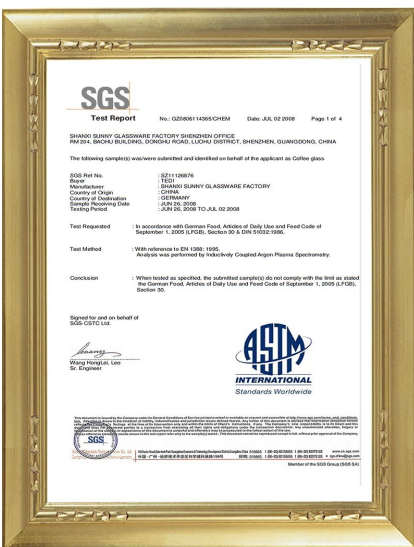 SGS
Test Report No.: GZ0806114365/CHEM Date: JUL 02 2008 Page 1 of 4
SHANXI SUNNY GLASSWARE FACTORY SHENZHEN OFFICE
RM 204, BAOHU BUILDING, DONGHU ROAD, LUOHU DISTRICT, SHENZHEN, GUANGDONG, CHINA
The following sample(s) was/were submitted and identified on behalf of the applicant as Coffee glass
SGS Ref No. : SZ11126876
Buyer : TEDI
Manufacturer : SHANXI SUNNY GLASSWARE FACTORY
Country of Origin : CHINA
Country of Destination : GERMANY
Sample Receiving Date : JUN 26, 2008
Testing Period : JUN 26, 2008 TO JUL 02 2008
Test Requested : In accordance with German Food, Articles of Daily Use and Feed Code of
September 1, 2005 (LFGB), Section 30 & DIN 51032:1986.
Test Method : With reference to EN 1388: 1995.
Analysis was performed by Inductively Coupled Argon Plasma Spectrometry.
Conclusion : When tested as specified, the submitted sample(s) do not comply with the limit as stated
the German Food, Articles of Daily Use and Feed Code of September 1, 2005 (LFGB),
Section 30.
Signed for and on behalf of
SGS-CSTC Ltd.
Wang HongLei, Leo
Sr. Engineer
ASTM
INTERNATIONAL
Standards Worldwide
SGS
www.cn.sgs.com
Member of the SGS Group (SGS SA)